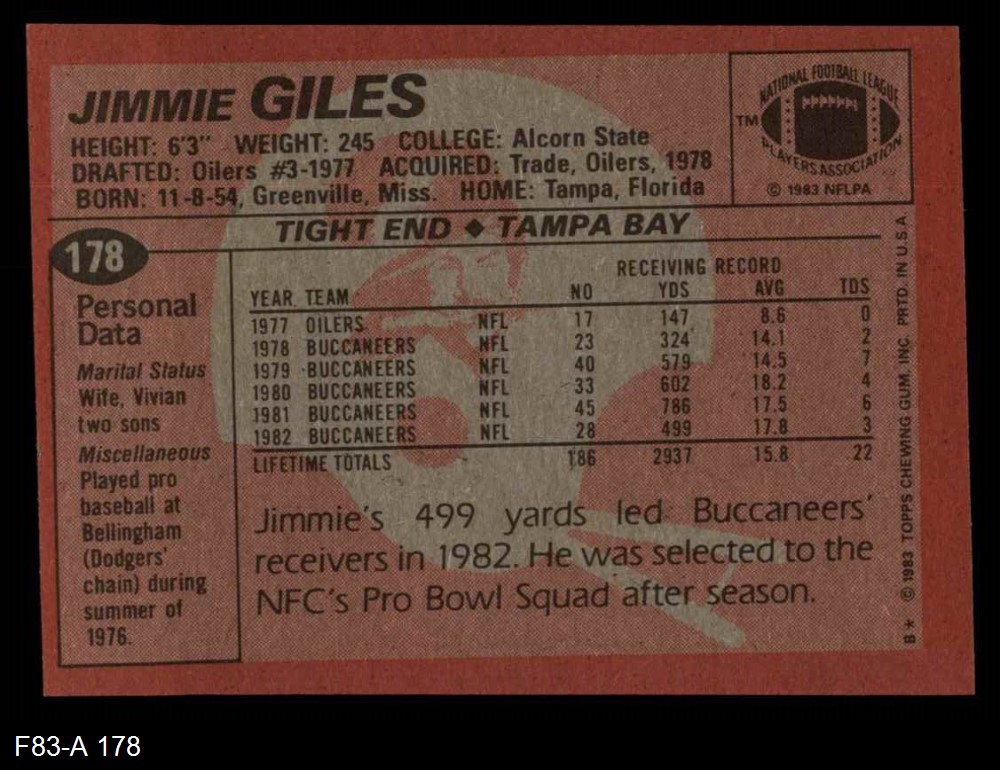 JIMMIE GILES
HEIGHT: 6'3" WEIGHT: 245 COLLEGE: Alcorn State
DRAFTED: Oilers #3-1977 ACQUIRED: Trade, Oilers, 1978
BORN: 11-8-54, Greenville, Miss. HOME: Tampa, Florida
NATIONAL FOOTBALL LEAGUE
TM
PLAYERS ASSOCIATION
© 1983 NFLPA
TIGHT END ♦ TAMPA BAY
178
Personal
Data
Marital Status
Wife, Vivian
two sons
Miscellaneous
Played pro
baseball at
Bellingham
(Dodgers'
chain) during
summer of
1976.
RECEIVING RECORD
YEAR TEAM NO YDS AVG TDS
1977 OILERS NFL 17 147 8.6 0
1978 BUCCANEERS NFL 23 324 14.1 2
1979 BUCCANEERS NFL 40 579 14.5 7
1980 BUCCANEERS NFL 33 602 18.2 4
1981 BUCCANEERS NFL 45 786 17.5 6
1982 BUCCANEERS NFL 28 499 17.8 3
LIFETIME TOTALS 186 2937 15.8 22
Jimmie's 499 yards led Buccaneers'
receivers in 1982. He was selected to the
NFC's Pro Bowl Squad after season.
B* © 1983 TOPPS CHEWING GUM, INC. PRTD. IN U.S.A.
F83-A 178